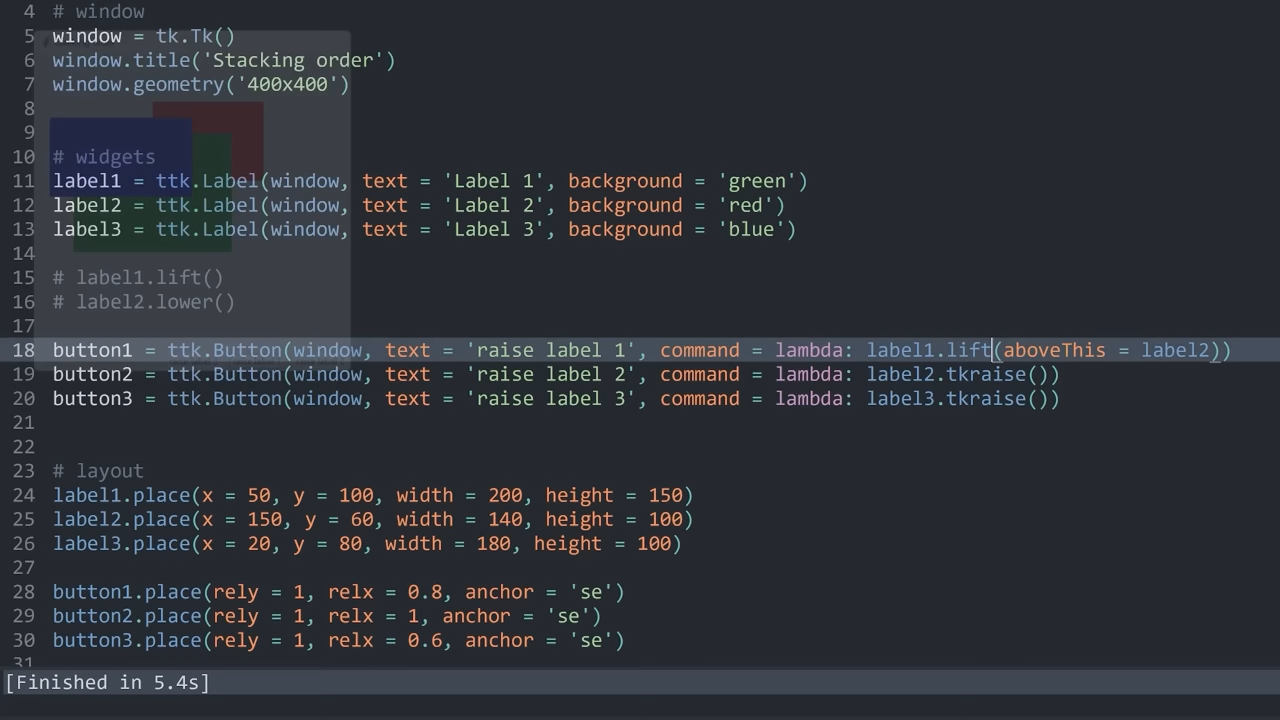 4 # window
5 window = tk.Tk()
6 window.title('Stacking order')
7 window.geometry('400x400')
8
9
10 # widgets
11 label1 = ttk.Label(window, text = 'Label 1', background = 'green')
12 label2 = ttk.Label(window, text = 'Label 2', background = 'red')
13 label3 = ttk.Label(window, text = 'Label 3', background = 'blue')
14
15 # label1.lift()
16 # label2.lower()
17
18 button1 = ttk.Button(window, text = 'raise label 1', command = lambda: label1.lift(aboveThis = label2))
19 button2 = ttk.Button(window, text = 'raise label 2', command = lambda: label2.tkraise())
20 button3 = ttk.Button(window, text = 'raise label 3', command = lambda: label3.tkraise())
21
22
23 # layout
24 label1.place(x = 50, y = 100, width = 200, height = 150)
25 label2.place(x = 150, y = 60, width = 140, height = 100)
26 label3.place(x = 20, y = 80, width = 180, height = 100)
27
28 button1.place(rely = 1, relx = 0.8, anchor = 'se')
29 button2.place(rely = 1, relx = 1, anchor = 'se')
30 button3.place(rely = 1, relx = 0.6, anchor = 'se')
31
[Finished in 5.4s]